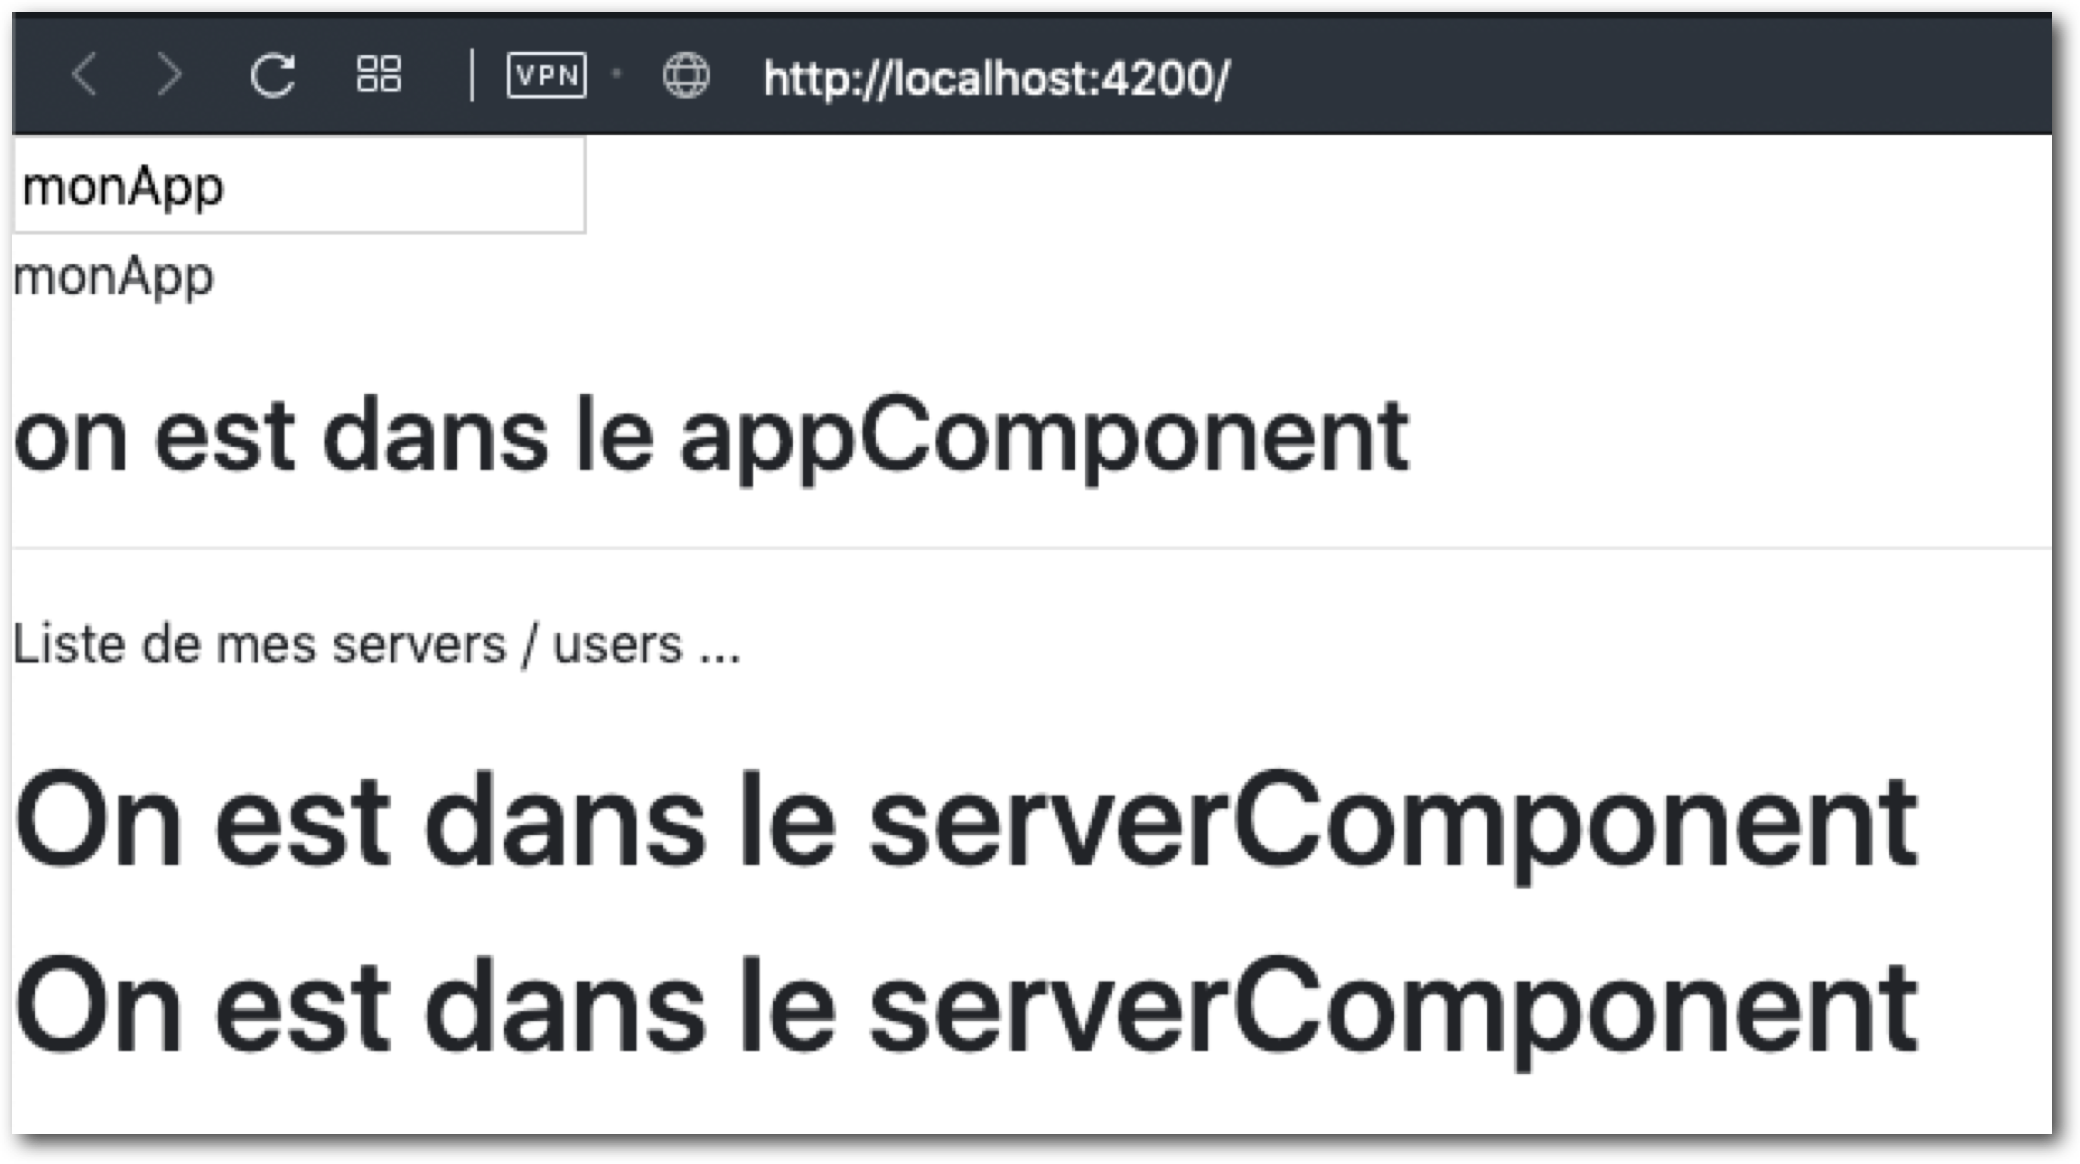 VPN http://localhost:4200/
monApp
monApp
on est dans le appComponent
Liste de mes servers / users ...
On est dans le serverComponent
On est dans le serverComponent